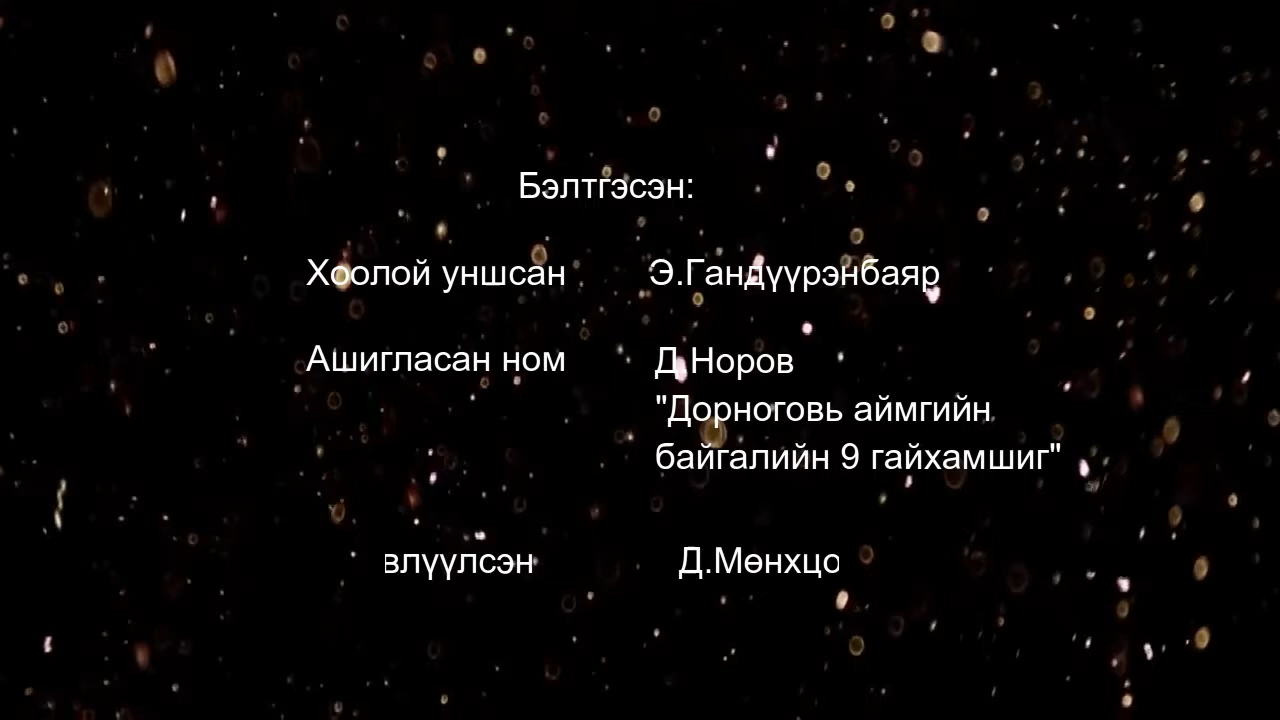 Бэлтгэсэн:
Хоолой уншсан Э.Гандүүрэнбаяр
Ашигласан ном Д.Норов
"Дорноговь аймгийн
байгалийн 9 гайхамшиг"
влүүлсэн Д.Мөнхцо